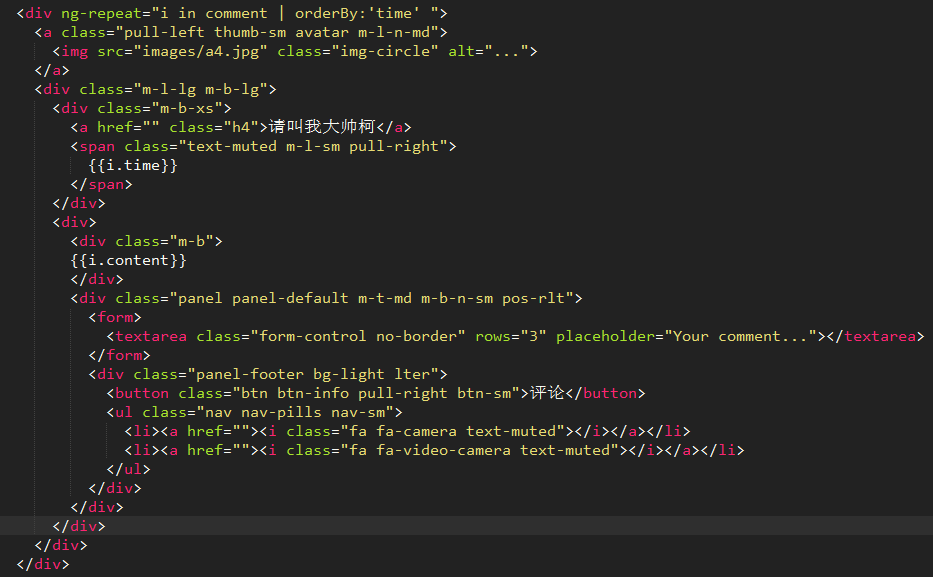 <div ng-repeat="i in comment | orderBy:'time' ">
<a class="pull-left thumb-sm avatar m-l-n-md">
<img src="images/a4.jpg" class="img-circle" alt="...">
</a>
<div class="m-l-lg m-b-lg">
<div class="m-b-xs">
<a href="" class="h4">请叫我大帅柯</a>
<span class="text-muted m-l-sm pull-right">
{{i.time}}
</span>
</div>
<div>
<div class="m-b">
{{i.content}}
</div>
<div class="panel panel-default m-t-md m-b-n-sm pos-rlt">
<form>
<textarea class="form-control no-border" rows="3" placeholder="Your comment..."></textarea>
</form>
<div class="panel-footer bg-light lter">
<button class="btn btn-info pull-right btn-sm">评论</button>
<ul class="nav nav-pills nav-sm">
<li><a href=""><i class="fa fa-camera text-muted"></i></a></li>
<li><a href=""><i class="fa fa-video-camera text-muted"></i></a></li>
</ul>
</div>
</div>
</div>
</div>
</div>